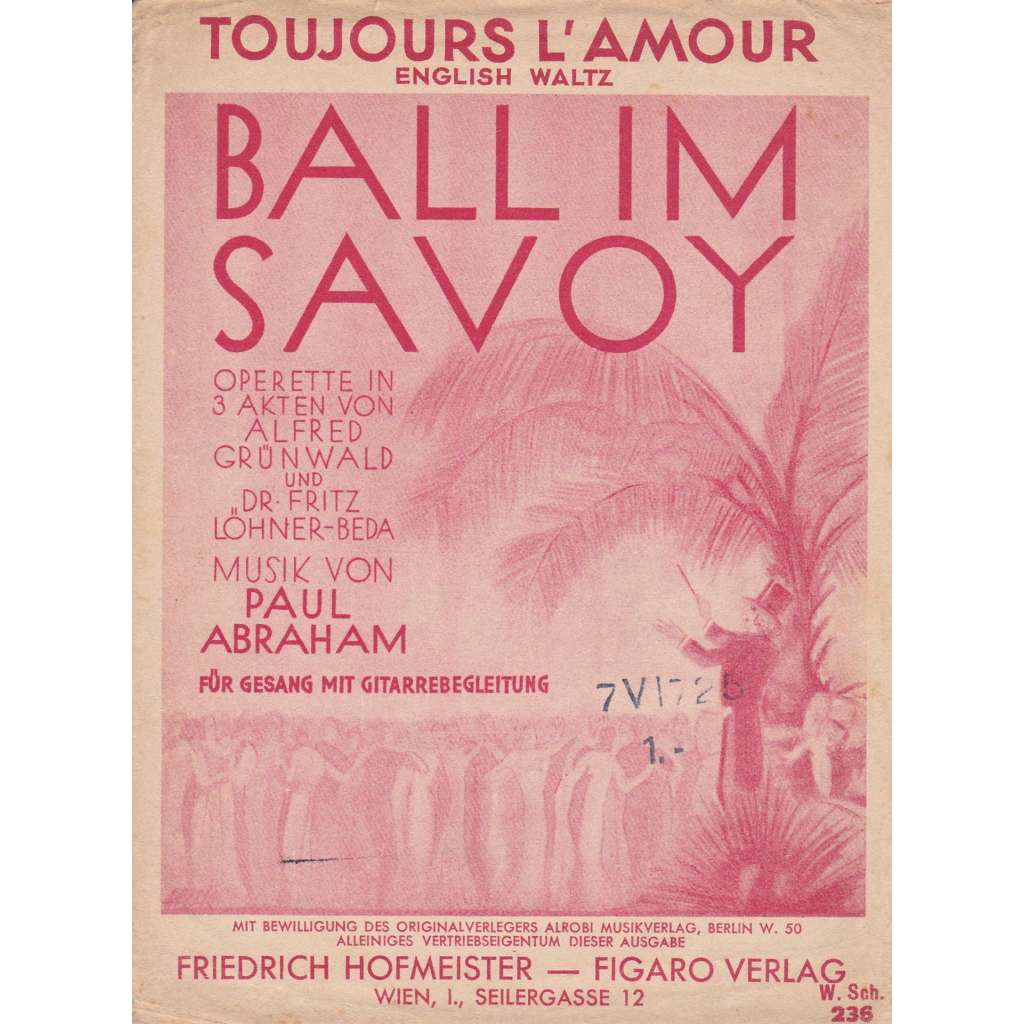 TOUJOURS L'AMOUR
ENGLISH WALTZ
BALL IM
SAVOY
OPERETTE IN
3 AKTEN VON
ALFRED
GRÜNWALD
UND
DR. FRITZ
LÖHNER-BEDA
MUSIK VON
PAUL
ABRAHAM
FÜR GESANG MIT GITARREBEGLEITUNG
7V1728
1.-
MIT BEWILLIGUNG DES ORIGINALVERLEGERS ALROBI MUSIKVERLAG, BERLIN W. 50
ALLEINIGES VERTRIEBSEIGENTUM DIESER AUSGABE
FRIEDRICH HOFMEISTER — FIGARO VERLAG
WIEN, I., SEILERGASSE 12
W. Sch.
236